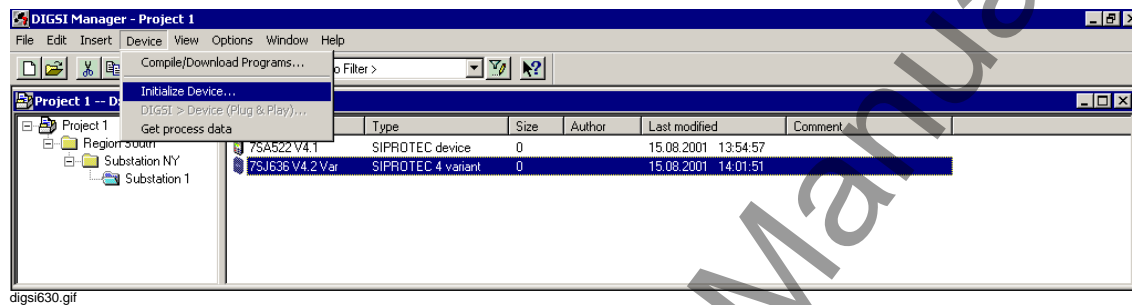 DIGSI Manager - Project 1
File Edit Insert Device View Options Window Help
Compile/Download Programs...
o Filter >
Initialize Device...
DIGSI > Device (Plug & Play)...
Get process data
Project 1 -- D
Type Size Author Last modified Comment
Project 1
Region South
Substation NY
Substation 1
7SA522 V4.1 SIPROTEC device 0 15.08.2001 13:54:57
7SJ636 V4.2 Var SIPROTEC 4 variant 0 15.08.2001 14:01:51
digsi630.gif
Manua